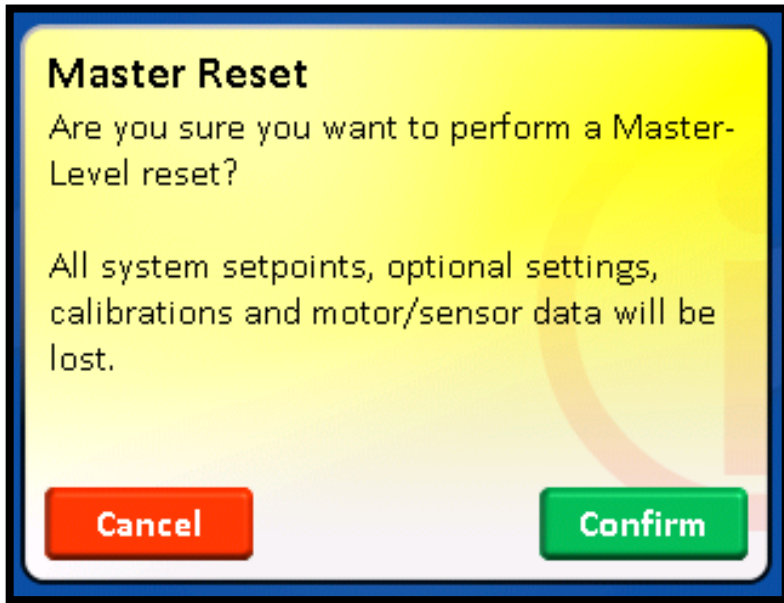 Master Reset
Are you sure you want to perform a Master-
Level reset?
All system setpoints, optional settings,
calibrations and motor/sensor data will be
lost.
Cancel
Confirm